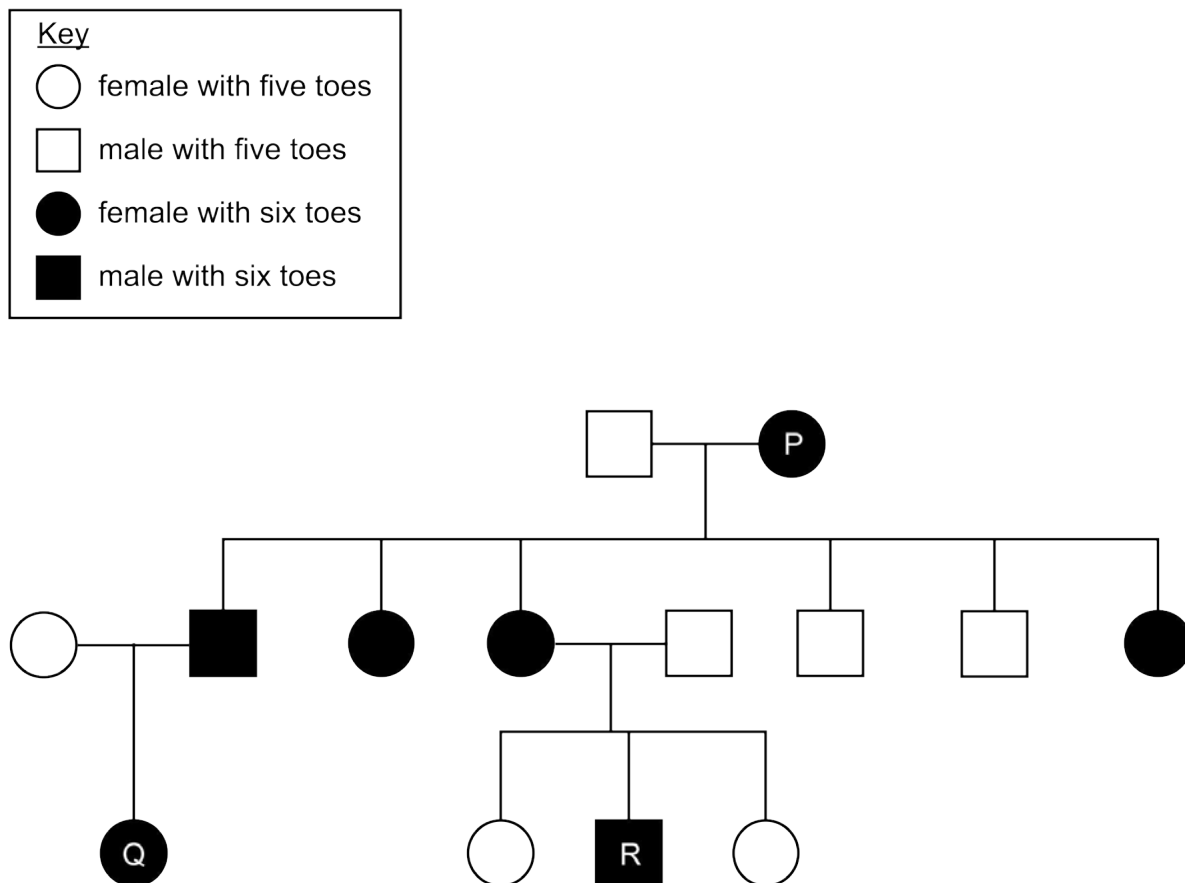 Key
female with five toes
male with five toes
female with six toes
male with six toes
P
Q
R